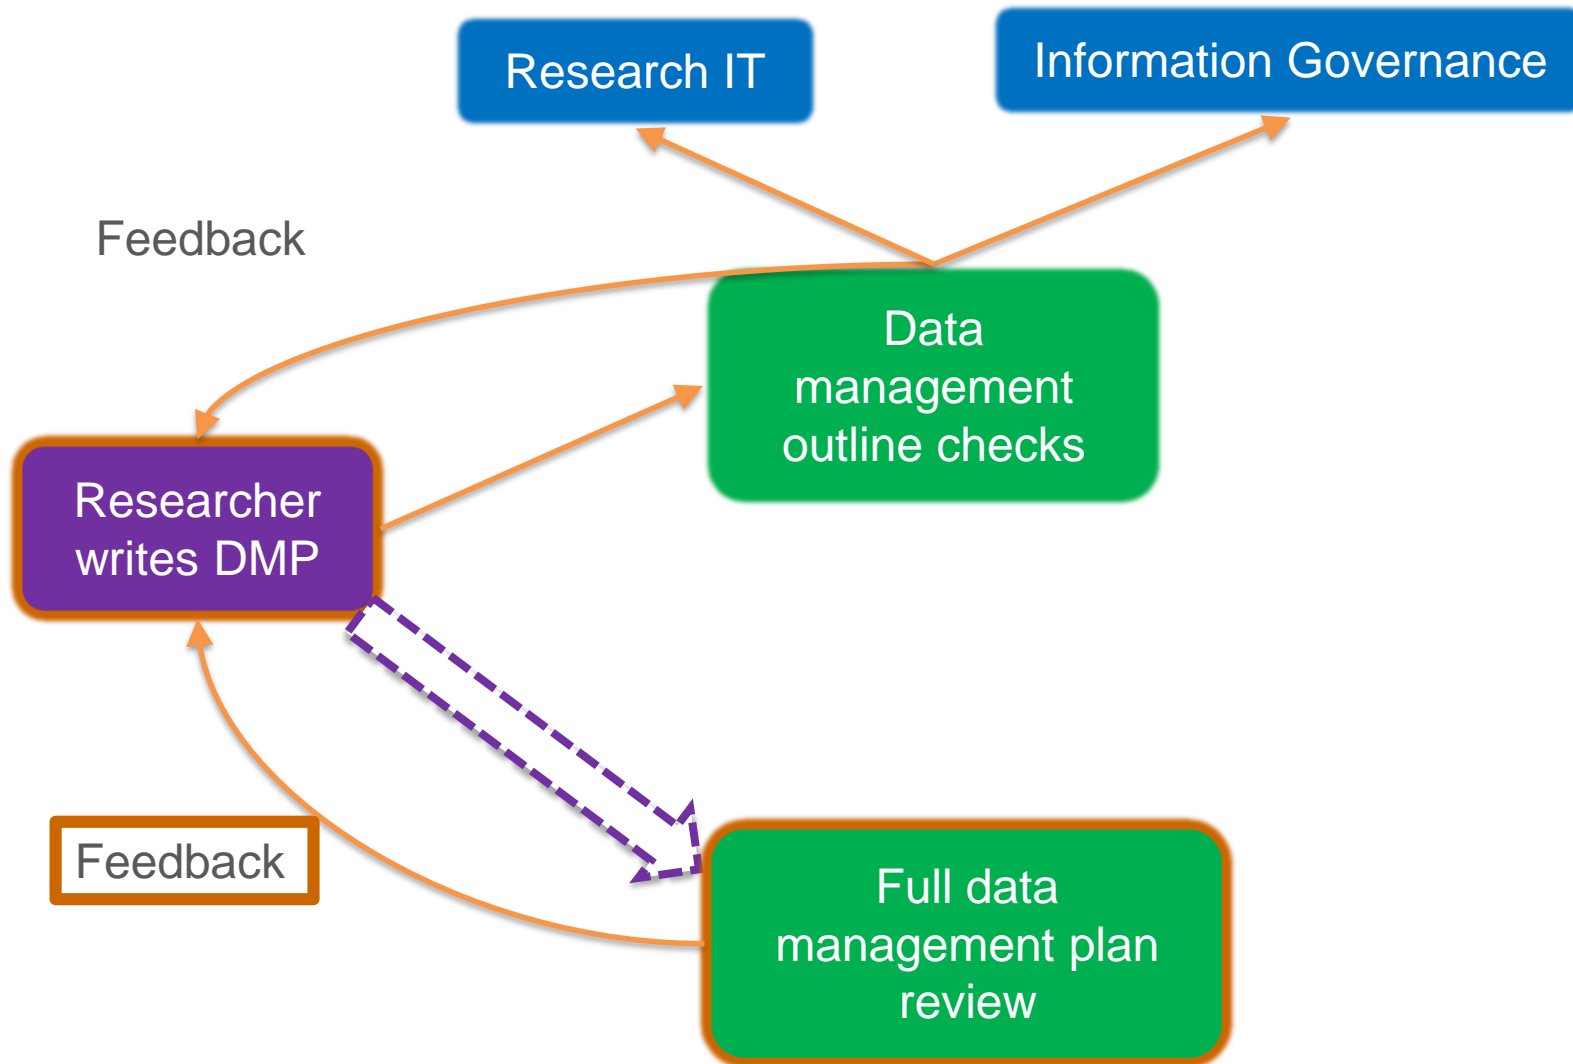 Research IT
Information Governance
Feedback
Data
management
outline checks
Researcher
writes DMP
Feedback
Full data
management plan
review